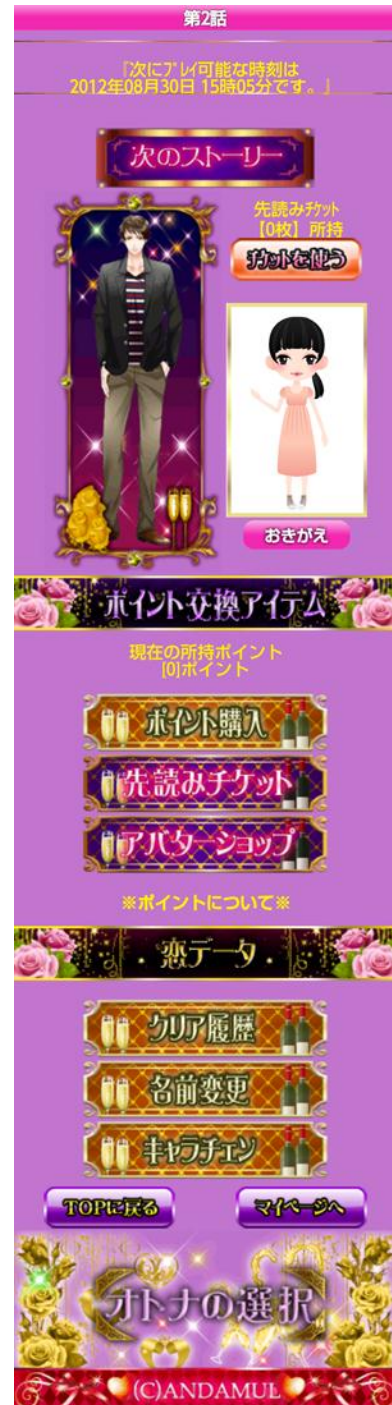 第2話
『次にﾌﾟﾚｲ可能な時刻は
2012年08月30日 15時05分です。』
次のストーリー
先読みﾁｹｯﾄ
【0枚】所持
ﾁｹｯﾄを使う
おきがえ
ポイント交換アイテム
現在の所持ポイント
[0]ポイント
ポイント購入
先読みチケット
アバターショップ
※ポイントについて※
恋データ
クリア履歴
名前変更
キャラチェン
TOPに戻る
マイページへ
オトナの選択
(C)ANDAMUL